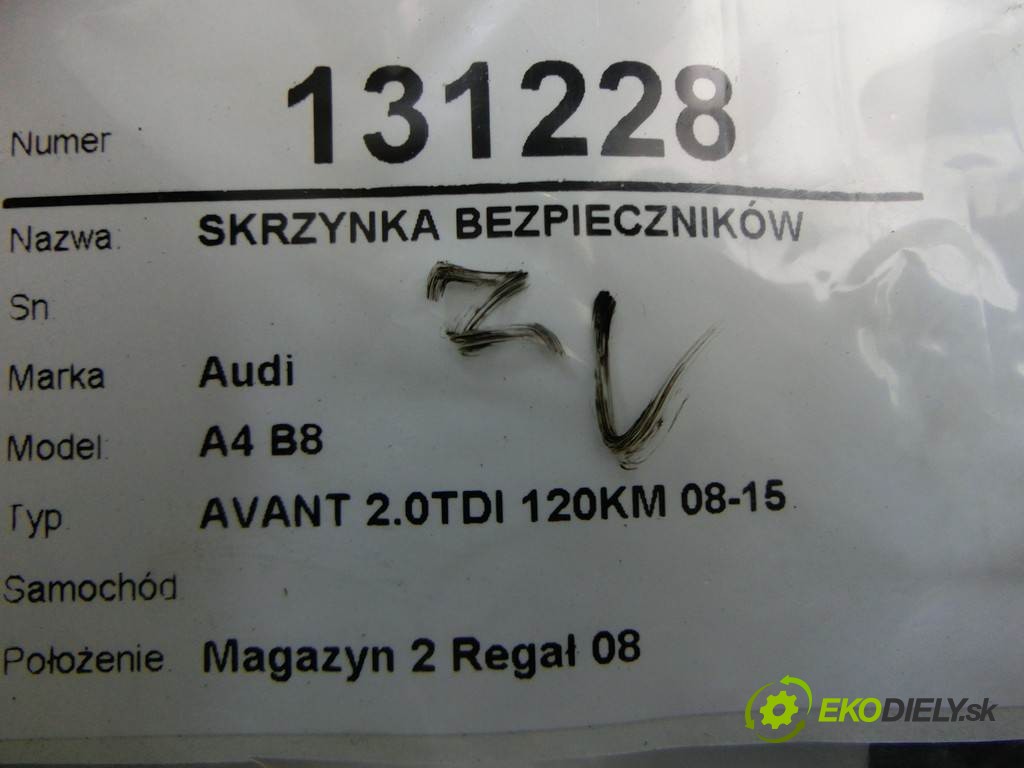 Numer 131228
Nazwa: SKRZYNKA BEZPIECZNIKÓW
Sn
Marka Audi
Model: A4 B8
Typ. AVANT 2.0TDI 120KM 08-15
Samochód
Położenie. Magazyn 2 Regał 08
EKODIELY.sk